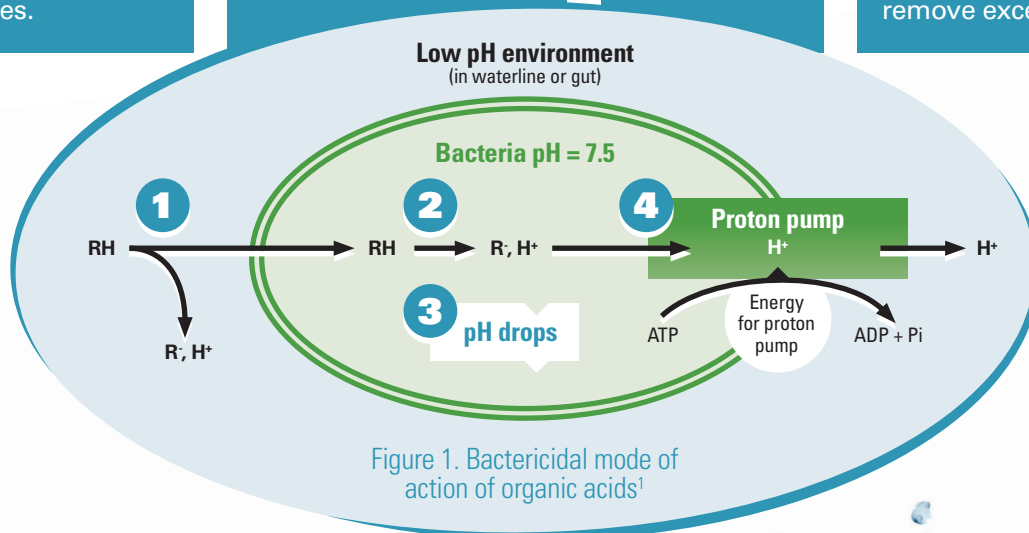 es.
remove exce
Low pH environment
(in waterline or gut)
Bacteria pH = 7.5
1
2
4
Proton pump
RH
RH
R⁻, H⁺
H⁺
H⁺
3
pH drops
R⁻, H⁺
ATP
Energy
for proton
pump
ADP + Pi
Figure 1. Bactericidal mode of
action of organic acids¹